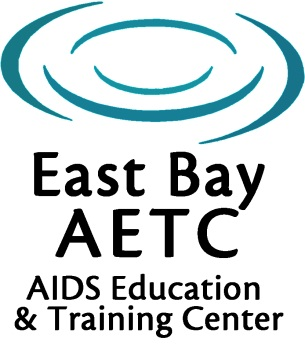 East Bay
AETC
AIDS Education
& Training Center